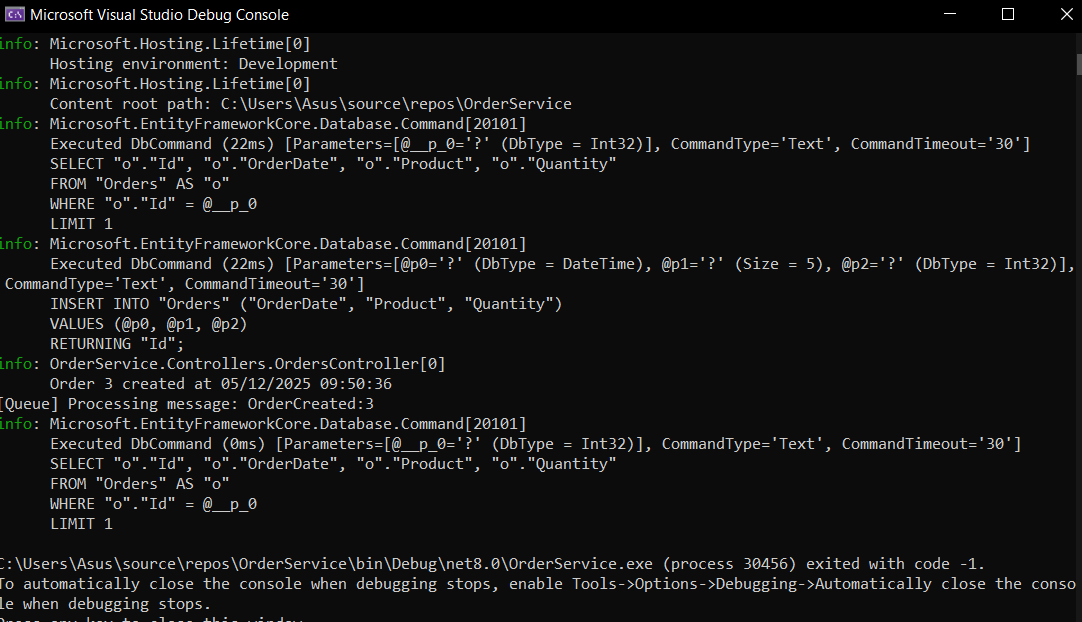 Microsoft Visual Studio Debug Console
info: Microsoft.Hosting.Lifetime[0]
Hosting environment: Development
info: Microsoft.Hosting.Lifetime[0]
Content root path: C:\Users\Asus\source\repos\OrderService
info: Microsoft.EntityFrameworkCore.Database.Command[20101]
Executed DbCommand (22ms) [Parameters=[@__p_0='?' (DbType = Int32)], CommandType='Text', CommandTimeout='30']
SELECT "o"."Id", "o"."OrderDate", "o"."Product", "o"."Quantity"
FROM "Orders" AS "o"
WHERE "o"."Id" = @__p_0
LIMIT 1
info: Microsoft.EntityFrameworkCore.Database.Command[20101]
Executed DbCommand (22ms) [Parameters=[@p0='?' (DbType = DateTime), @p1='?' (Size = 5), @p2='?' (DbType = Int32)],
CommandType='Text', CommandTimeout='30']
INSERT INTO "Orders" ("OrderDate", "Product", "Quantity")
VALUES (@p0, @p1, @p2)
RETURNING "Id";
info: OrderService.Controllers.OrdersController[0]
Order 3 created at 05/12/2025 09:50:36
[Queue] Processing message: OrderCreated:3
info: Microsoft.EntityFrameworkCore.Database.Command[20101]
Executed DbCommand (0ms) [Parameters=[@__p_0='?' (DbType = Int32)], CommandType='Text', CommandTimeout='30']
SELECT "o"."Id", "o"."OrderDate", "o"."Product", "o"."Quantity"
FROM "Orders" AS "o"
WHERE "o"."Id" = @__p_0
LIMIT 1
C:\Users\Asus\source\repos\OrderService\bin\Debug\net8.0\OrderService.exe (process 30456) exited with code -1.
To automatically close the console when debugging stops, enable Tools->Options->Debugging->Automatically close the conso
le when debugging stops.
Press any key to close this window